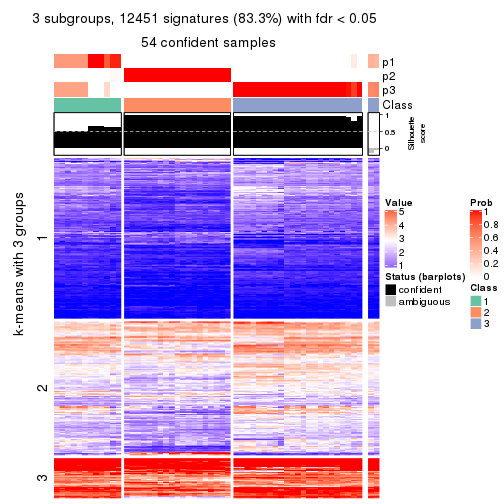 3 subgroups, 12451 signatures (83.3%) with fdr < 0.05
54 confident samples
p1
p2
p3
Class
1
0.5
0
Silhouette
score
k-means with 3 groups
1
2
3
Value
5
4
3
2
1
Status (barplots)
confident
ambiguous
Prob
1
0.8
0.6
0.4
0.2
0
Class
1
2
3